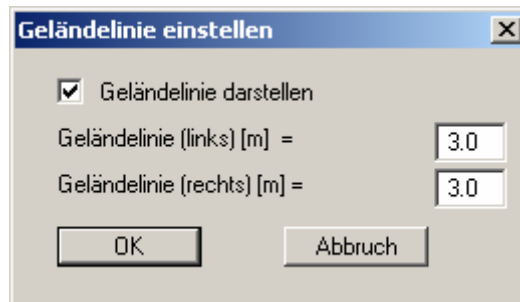 Geländelinie einstellen
Geländelinie darstellen
Geländelinie (links) [m] = 3.0
Geländelinie (rechts) [m] = 3.0
OK Abbruch